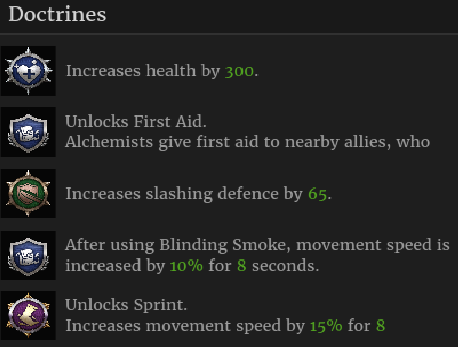 Doctrines
Increases health by 300.
Unlocks First Aid.
Alchemists give first aid to nearby allies, who
Increases slashing defence by 65.
After using Blinding Smoke, movement speed is
increased by 10% for 8 seconds.
Unlocks Sprint.
Increases movement speed by 15% for 8